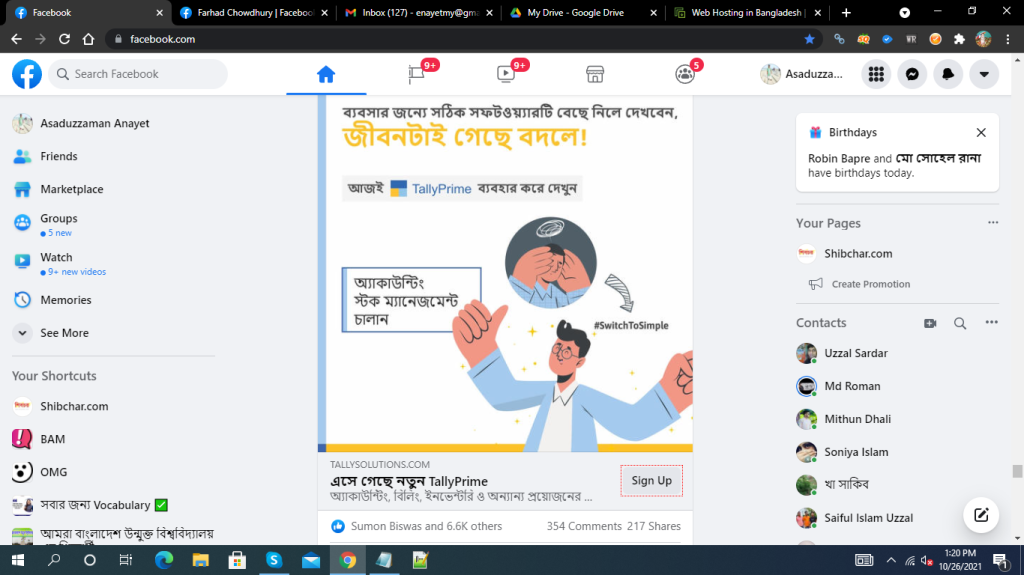 Facebook
Farhad Chowdhury | Facebook
Inbox (127) - enayetmy@gma
My Drive - Google Drive
Web Hosting in Bangladesh |
facebook.com
Search Facebook
9+
9+
5
Asaduzza...
Asaduzzaman Anayet
Friends
Marketplace
Groups
5 new
Watch
9+ new videos
Memories
See More
Your Shortcuts
Shibchar.com
BAM
OMG
সবার জন্য Vocabulary
আমরা বাংলাদেশ উন্মুক্ত বিশ্ববিদ্যালয়
ব্যবসার জন্যে সঠিক সফটওয়্যারটি বেছে নিলে দেখবেন,
জীবনটাই গেছে বদলে!
আজই TallyPrime ব্যবহার করে দেখুন
অ্যাকাউন্টিং
স্টক ম্যানেজমেন্ট
চালান
#SwitchToSimple
TALLYSOLUTIONS.COM
এসে গেছে নতুন TallyPrime
অ্যাকাউন্টিং, বিলিং, ইনভেন্টরি ও অন্যান্য প্রয়োজনের ...
Sign Up
Sumon Biswas and 6.6K others
354 Comments 217 Shares
Birthdays
Robin Bapre and মো সোহেল রানা
have birthdays today.
Your Pages
Shibchar.com
Create Promotion
Contacts
Uzzal Sardar
Md Roman
Mithun Dhali
Soniya Islam
খা সাকিব
Saiful Islam Uzzal
1:20 PM
10/26/2021
1